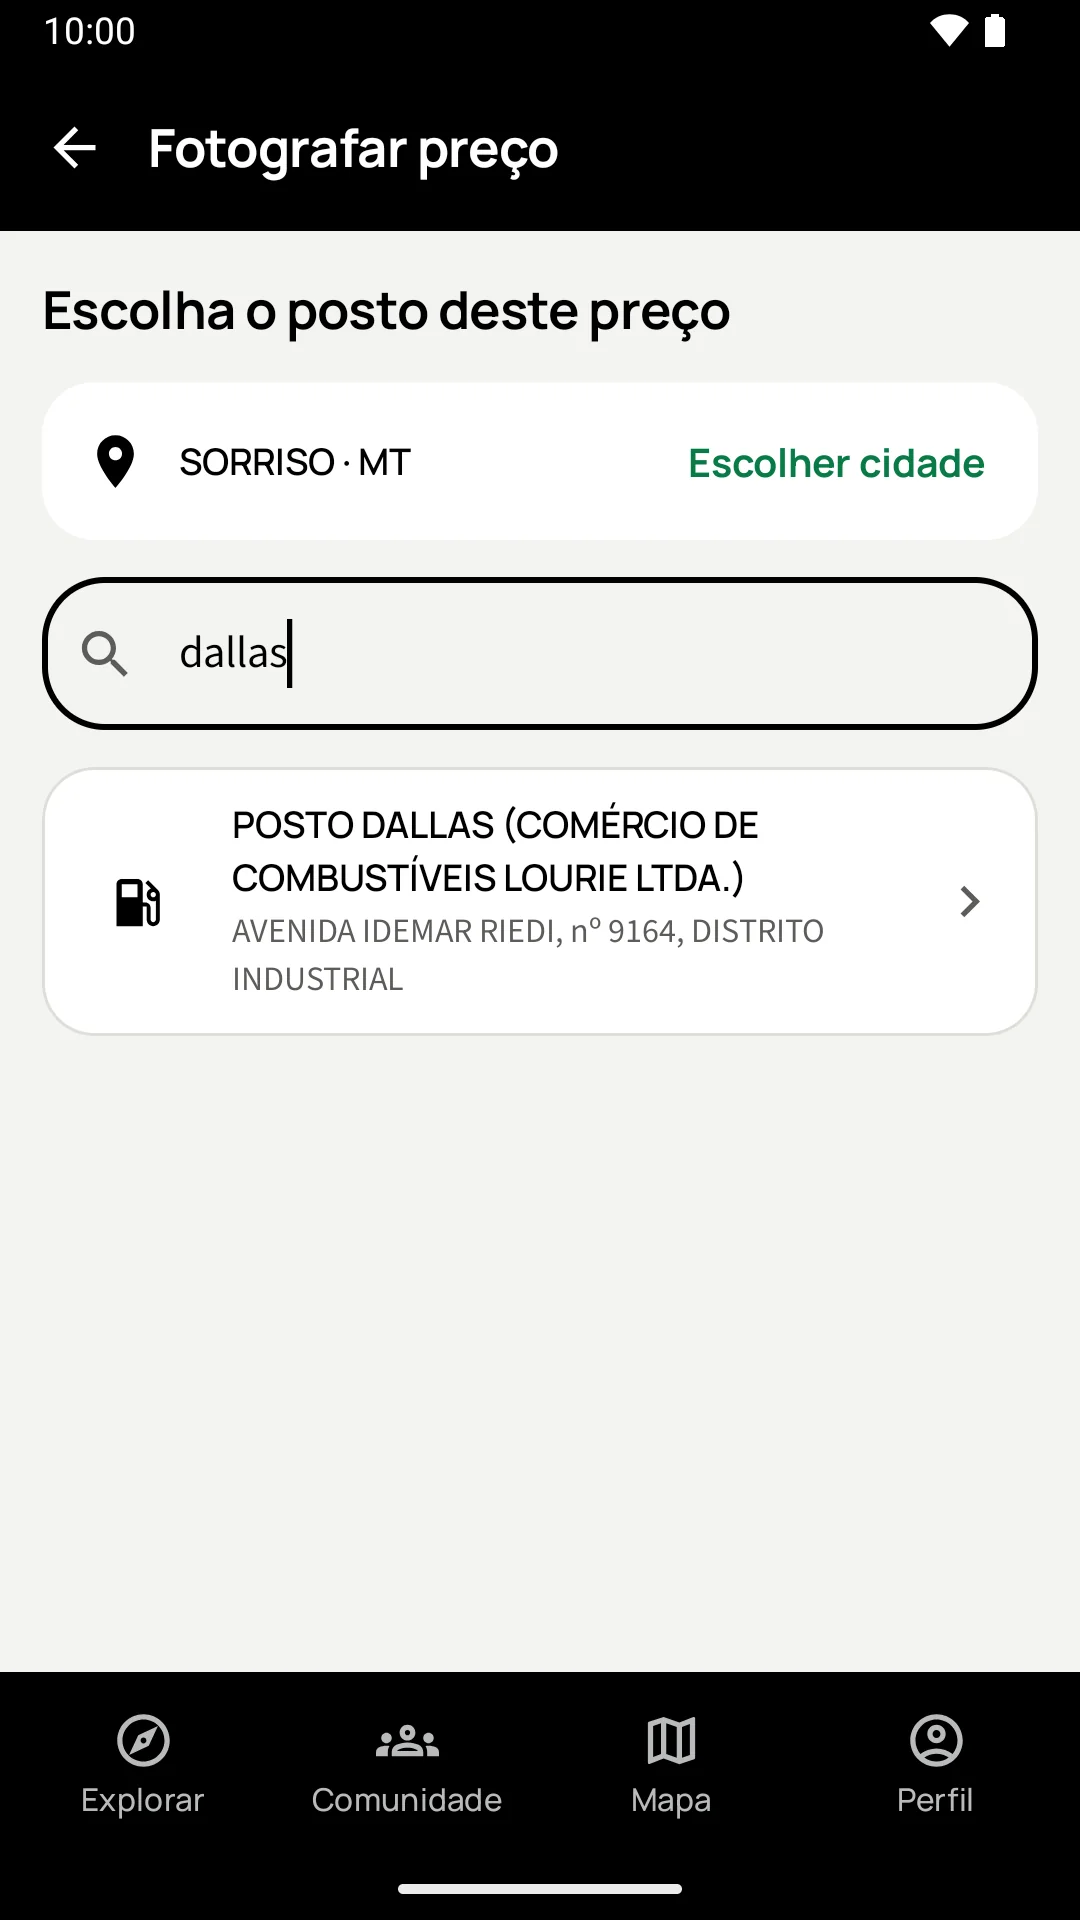 10:00
Fotografar preço
Escolha o posto deste preço
SORRISO · MT
Escolher cidade
dallas
POSTO DALLAS (COMÉRCIO DE
COMBUSTÍVEIS LOURIE LTDA.)
AVENIDA IDEMAR RIEDI, nº 9164, DISTRITO
INDUSTRIAL
Explorar
Comunidade
Mapa
Perfil